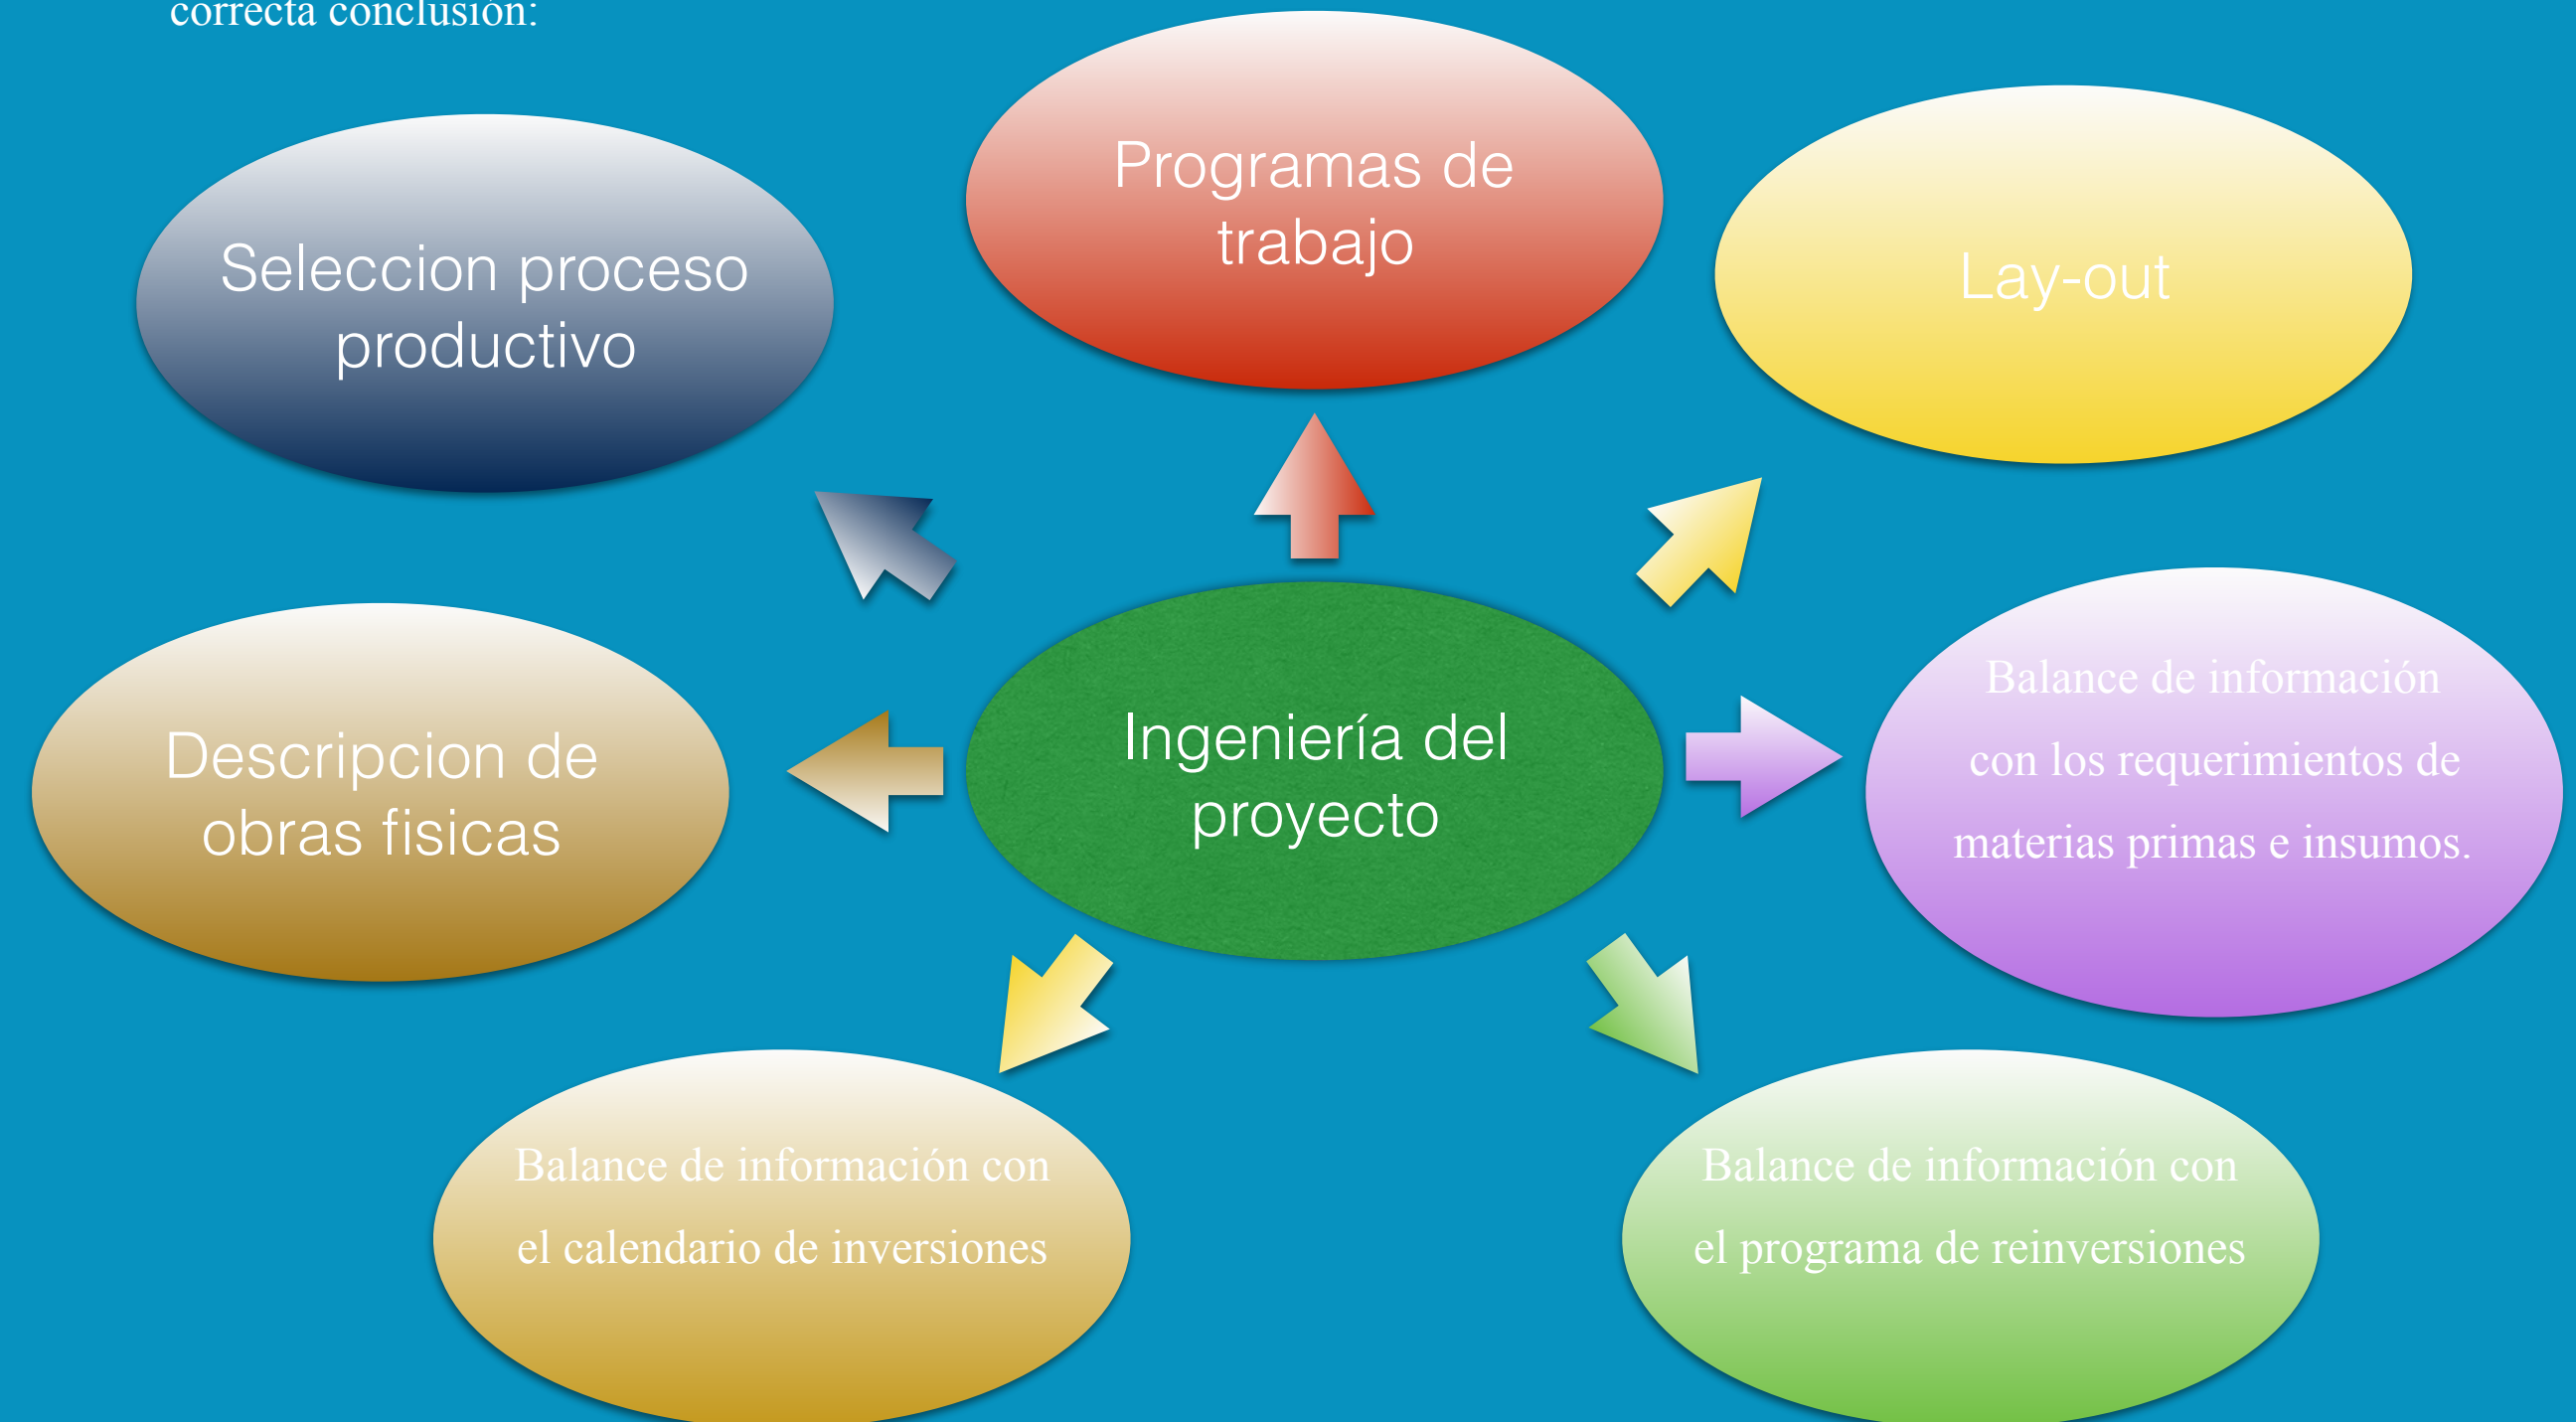 correcta conclusión:
Programas de
trabajo
Seleccion proceso
productivo
Lay-out
Descripcion de
obras fisicas
Ingeniería del
proyecto
Balance de información
con los requerimientos de
materias primas e insumos.
Balance de información con
el calendario de inversiones
Balance de información con
el programa de reinversiones